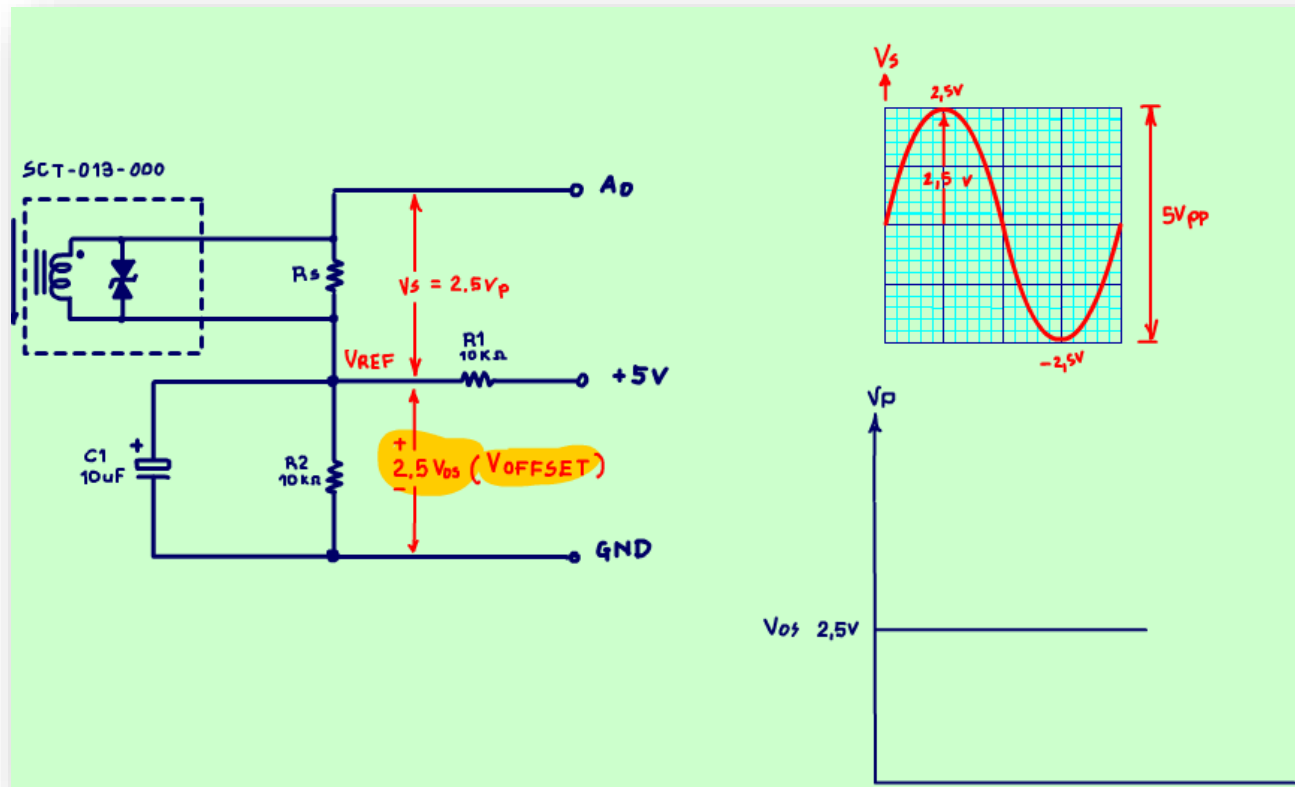 SCT-013-000
A0
Rs
Vs = 2.5Vp
VREF
R1
10KΩ
+5V
C1
+
10uF
R2
10KΩ
+
2,5 Vos (VOFFSET)
-
GND
Vs
2,5V
2,5 V
5Vpp
-2,5V
Vp
Vos 2,5V